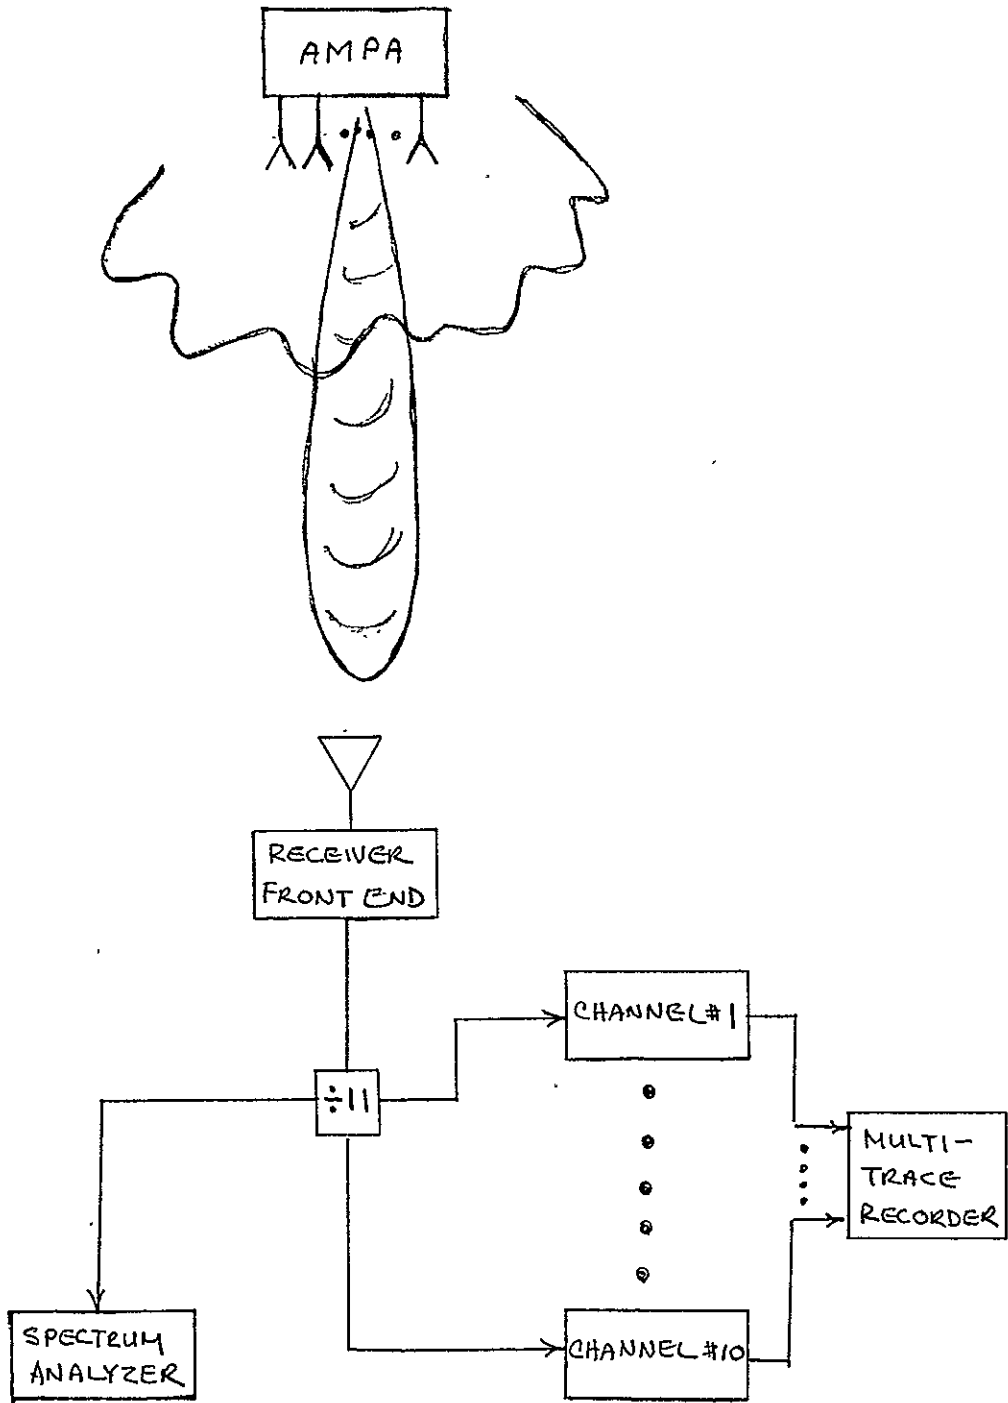 AMPA
RECEIVER
FRONT END
CHANNEL#1
÷11
MULTI-
TRACE
RECORDER
SPECTRUM
ANALYZER
CHANNEL#10